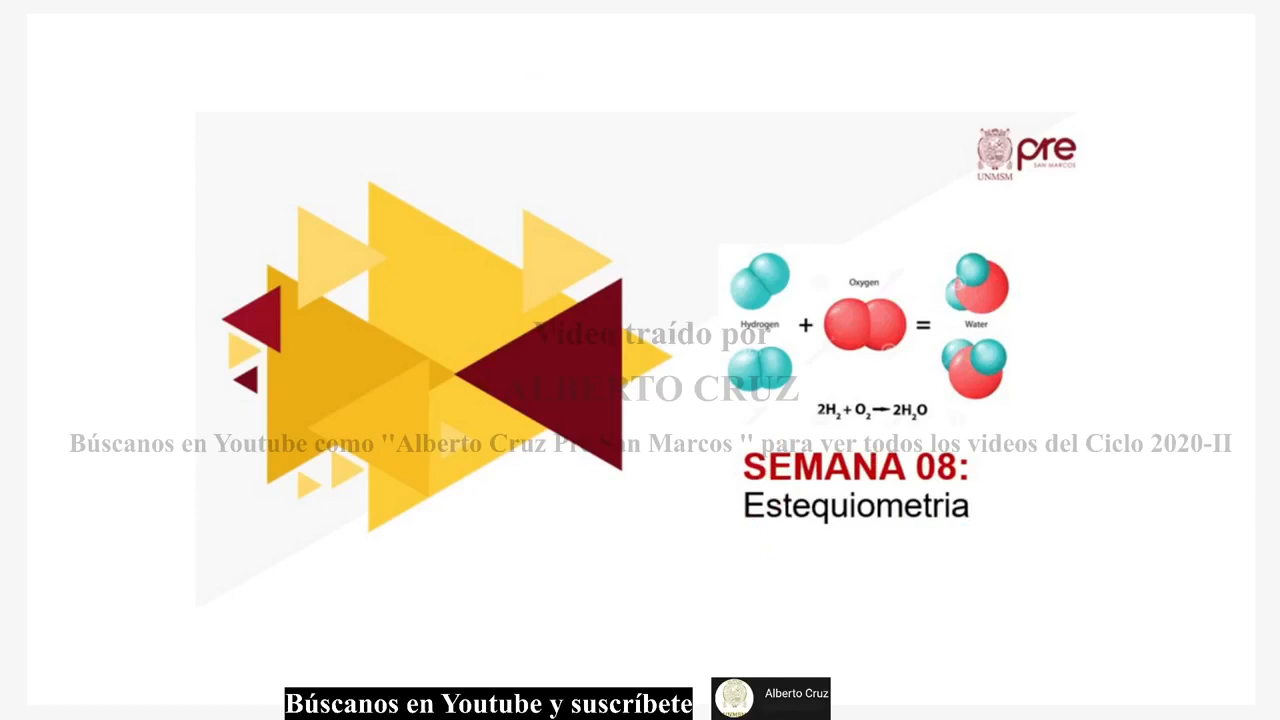 pre
SAN MARCOS
UNMSM
Oxygen
Hydrogen
+
=
Water
Video traído por
ALBERTO CRUZ
2H₂ + O₂ → 2H₂O
Búscanos en Youtube como "Alberto Cruz Pre San Marcos " para ver todos los videos del Ciclo 2020-II
SEMANA 08:
Estequiometria
Búscanos en Youtube y suscríbete
Alberto Cruz
UNMSM